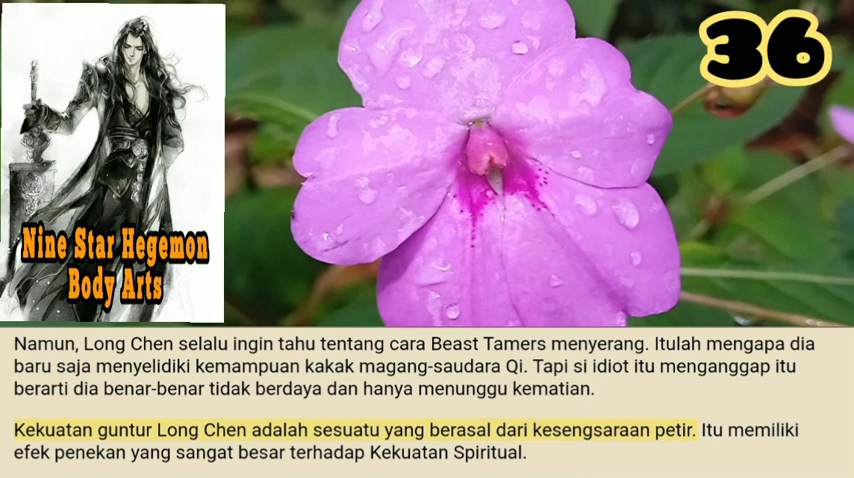 36
Nine Star Hegemon
Body Arts
Namun, Long Chen selalu ingin tahu tentang cara Beast Tamers menyerang. Itulah mengapa dia
baru saja menyelidiki kemampuan kakak magang-saudara Qi. Tapi si idiot itu menganggap itu
berarti dia benar-benar tidak berdaya dan hanya menunggu kematian.
Kekuatan guntur Long Chen adalah sesuatu yang berasal dari kesengsaraan petir. Itu memiliki
efek penekan yang sangat besar terhadap Kekuatan Spiritual.